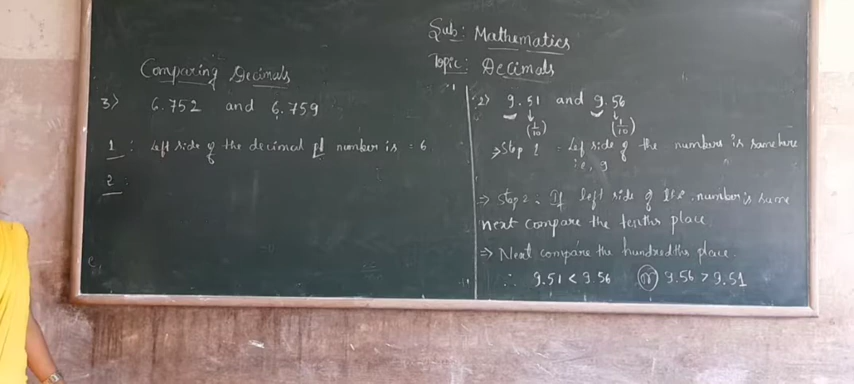 Sub: Mathematics
Topic: Decimals
Comparing Decimals
3) 6.752 and 6.759
1: Left side of the decimal pl number is = 6.
2
2) 9.51 and 9.56
(1/10) (1/10)
⇒ Step 1 = Lef side of the numbers is same here
i.e, 9
⇒ Step 2. If left side of the number is same
next compare the tenths place
⇒ Next compare the hundredths place.
∴ 9.51 < 9.56 9.56 > 9.51